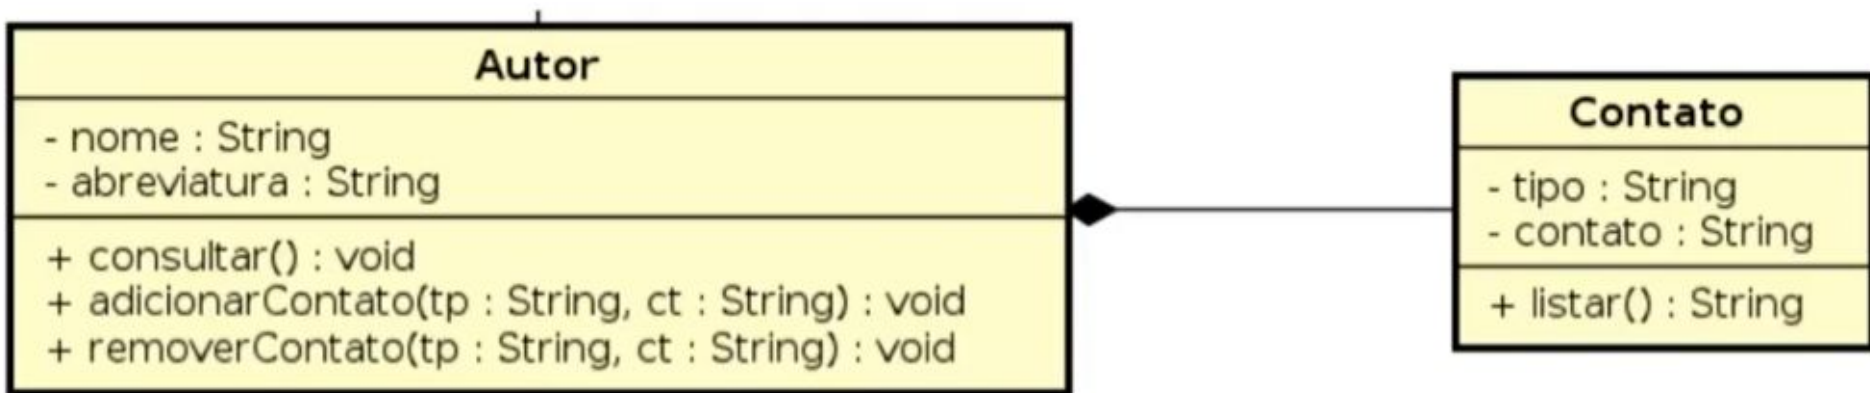 Autor
- nome : String
- abreviatura : String
+ consultar() : void
+ adicionarContato(tp : String, ct : String) : void
+ removerContato(tp : String, ct : String) : void
Contato
- tipo : String
- contato : String
+ listar() : String